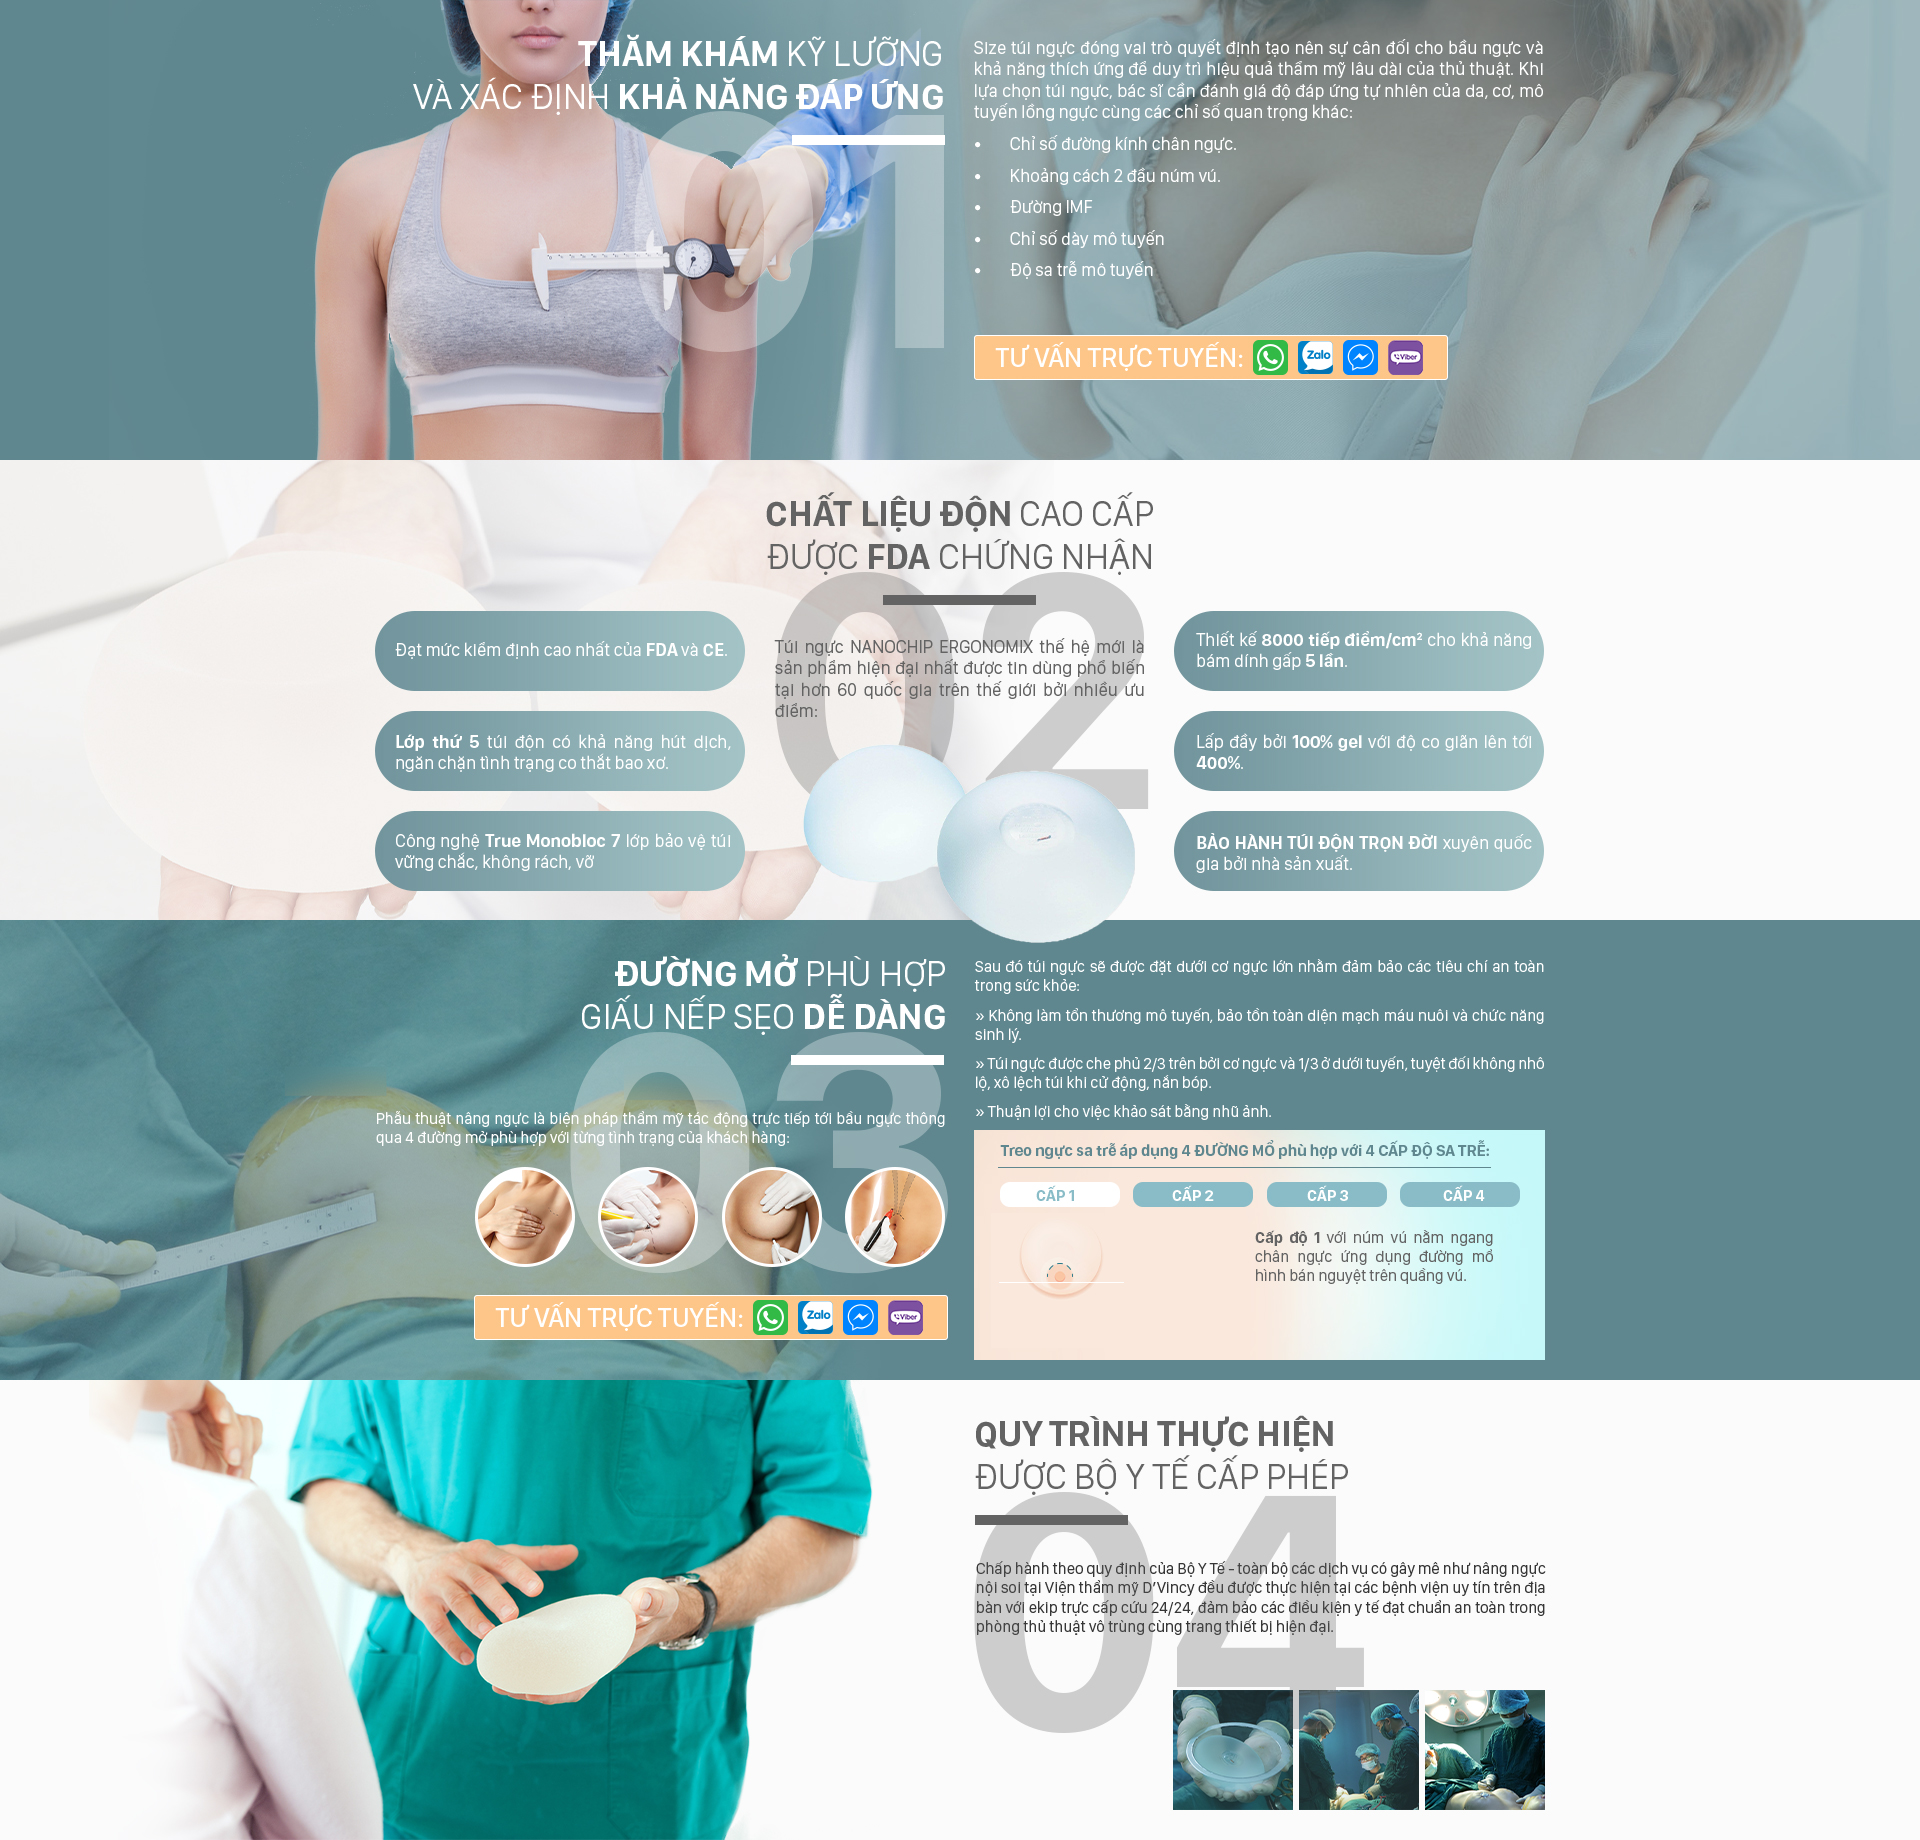 THĂM KHÁM KỸ LƯỠNG
VÀ XÁC ĐỊNH KHẢ NĂNG ĐÁP ỨNG
01
Size túi ngực đóng vai trò quyết định tạo nên sự cân đối cho bầu ngực và
khả năng thích ứng để duy trì hiệu quả thẩm mỹ lâu dài của thủ thuật. Khi
lựa chọn túi ngực, bác sĩ cần đánh giá độ đáp ứng tự nhiên của da, cơ, mô
tuyến lồng ngực cùng các chỉ số quan trọng khác:
• Chỉ số đường kính chân ngực.
• Khoảng cách 2 đầu núm vú.
• Đường IMF
• Chỉ số dày mô tuyến
• Độ sa trễ mô tuyến
TƯ VẤN TRỰC TUYẾN:
Zalo
Viber
CHẤT LIỆU ĐỘN CAO CẤP
ĐƯỢC FDA CHỨNG NHẬN
02
Đạt mức kiểm định cao nhất của FDA và CE.
Lớp thứ 5 túi độn có khả năng hút dịch,
ngăn chặn tình trạng co thắt bao xơ.
Công nghệ True Monobloc 7 lớp bảo vệ túi
vững chắc, không rách, vỡ
Túi ngực NANOCHIP ERGONOMIX thế hệ mới là
sản phẩm hiện đại nhất được tin dùng phổ biến
tại hơn 60 quốc gia trên thế giới bởi nhiều ưu
điểm:
Thiết kế 8000 tiếp điểm/cm² cho khả năng
bám dính gấp 5 lần.
Lấp đầy bởi 100% gel với độ co giãn lên tới
400%.
BẢO HÀNH TÚI ĐỘN TRỌN ĐỜI xuyên quốc
gia bởi nhà sản xuất.
ĐƯỜNG MỞ PHÙ HỢP
GIẤU NẾP SẸO DỄ DÀNG
03
Phẫu thuật nâng ngực là biện pháp thẩm mỹ tác động trực tiếp tới bầu ngực thông
qua 4 đường mở phù hợp với từng tình trạng của khách hàng:
TƯ VẤN TRỰC TUYẾN:
Zalo
Viber
Sau đó túi ngực sẽ được đặt dưới cơ ngực lớn nhằm đảm bảo các tiêu chí an toàn
trong sức khỏe:
» Không làm tổn thương mô tuyến, bảo tồn toàn diện mạch máu nuôi và chức năng
sinh lý.
» Túi ngực được che phủ 2/3 trên bởi cơ ngực và 1/3 ở dưới tuyến, tuyệt đối không nhô
lộ, xô lệch túi khi cử động, nắn bóp.
» Thuận lợi cho việc khảo sát bằng nhũ ảnh.
Treo ngực sa trễ áp dụng 4 ĐƯỜNG MỔ phù hợp với 4 CẤP ĐỘ SA TRỄ:
CẤP 1 CẤP 2 CẤP 3 CẤP 4
Cấp độ 1 với núm vú nằm ngang
chân ngực ứng dụng đường mổ
hình bán nguyệt trên quầng vú.
QUY TRÌNH THỰC HIỆN
ĐƯỢC BỘ Y TẾ CẤP PHÉP
04
Chấp hành theo quy định của Bộ Y Tế - toàn bộ các dịch vụ có gây mê như nâng ngực
nội soi tại Viện thẩm mỹ D’Vincy đều được thực hiện tại các bệnh viện uy tín trên địa
bàn với ekip trực cấp cứu 24/24, đảm bảo các điều kiện y tế đạt chuẩn an toàn trong
phòng thủ thuật vô trùng cùng trang thiết bị hiện đại.